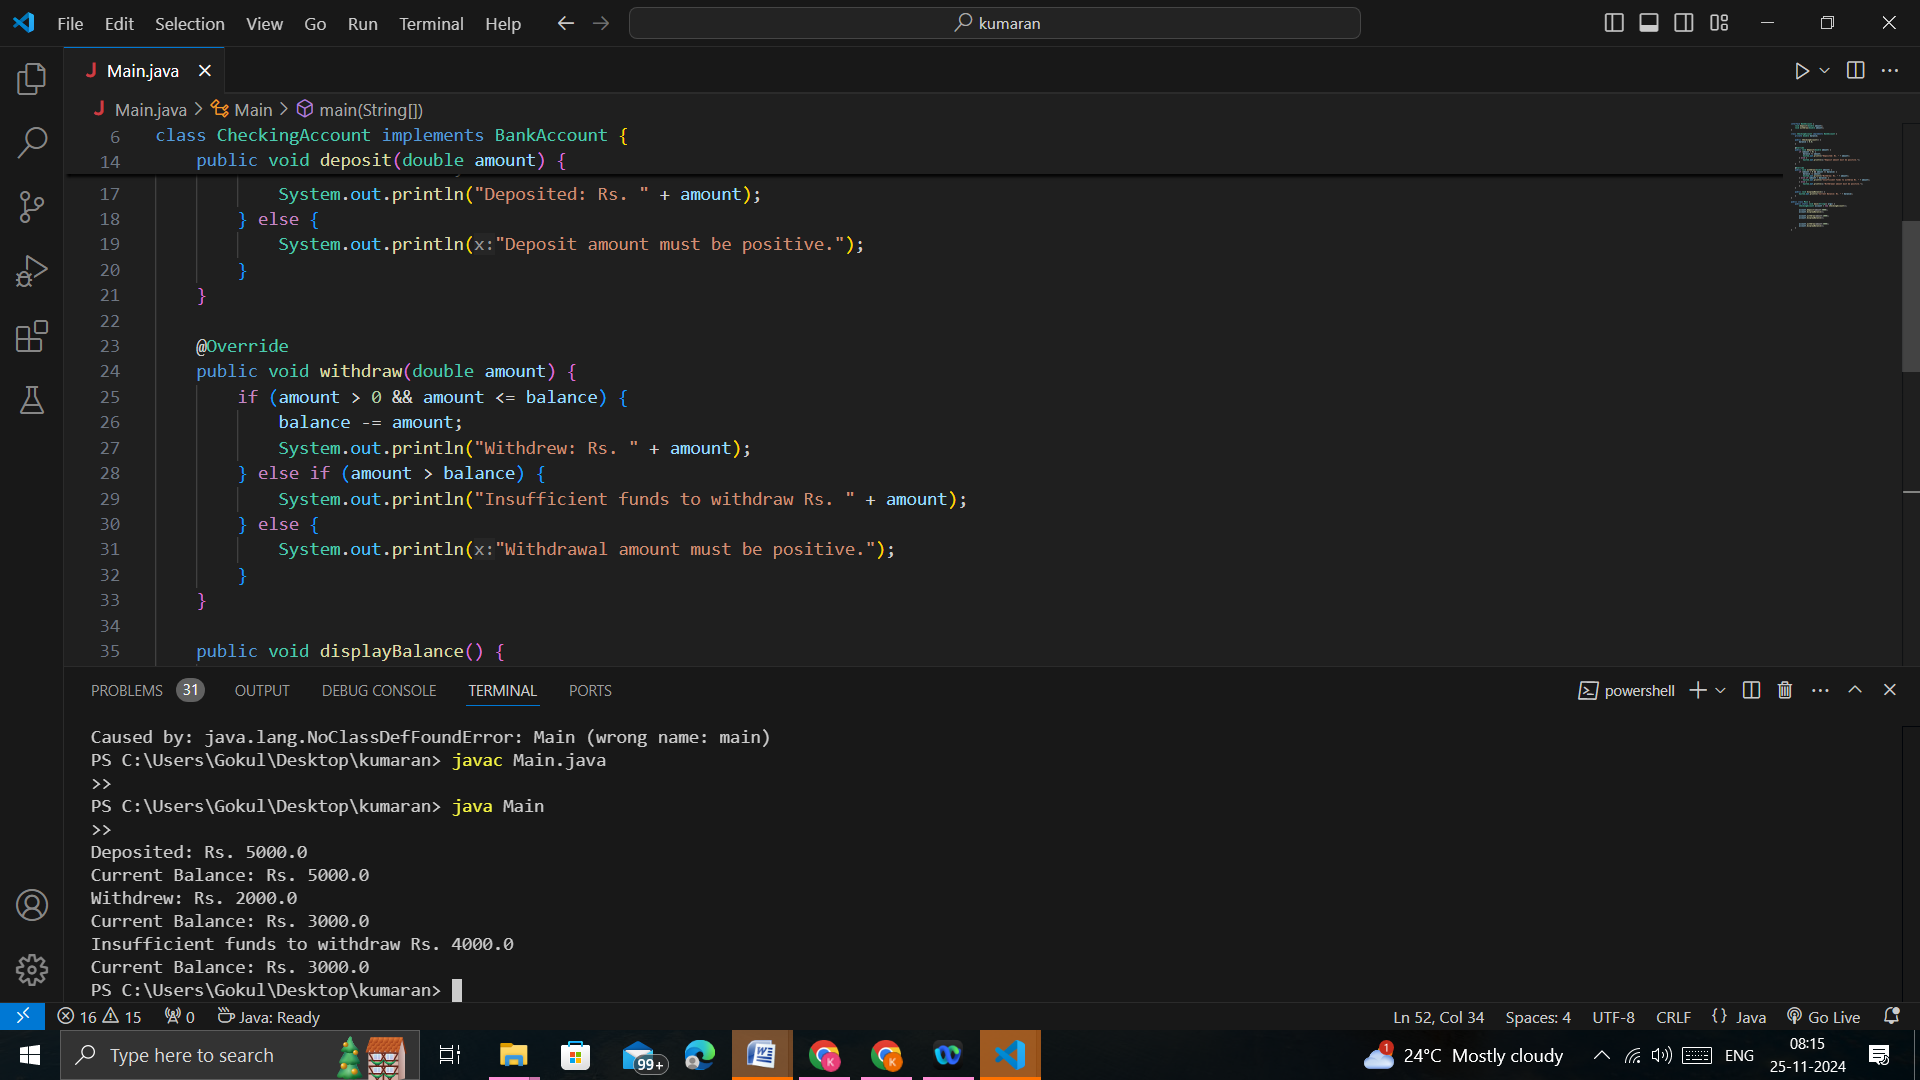 File Edit Selection View Go Run Terminal Help
kumaran
J Main.java
J Main.java > Main > main(String[])
6 class CheckingAccount implements BankAccount {
14 public void deposit(double amount) {
17 System.out.println("Deposited: Rs. " + amount);
18 } else {
19 System.out.println(x:"Deposit amount must be positive.");
20 }
21 }
22
23 @Override
24 public void withdraw(double amount) {
25 if (amount > 0 && amount <= balance) {
26 balance -= amount;
27 System.out.println("Withdrew: Rs. " + amount);
28 } else if (amount > balance) {
29 System.out.println("Insufficient funds to withdraw Rs. " + amount);
30 } else {
31 System.out.println(x:"Withdrawal amount must be positive.");
32 }
33 }
34
35 public void displayBalance() {
PROBLEMS 31 OUTPUT DEBUG CONSOLE TERMINAL PORTS
powershell
Caused by: java.lang.NoClassDefFoundError: Main (wrong name: main)
PS C:\Users\Gokul\Desktop\kumaran> javac Main.java
>>
PS C:\Users\Gokul\Desktop\kumaran> java Main
>>
Deposited: Rs. 5000.0
Current Balance: Rs. 5000.0
Withdrew: Rs. 2000.0
Current Balance: Rs. 3000.0
Insufficient funds to withdraw Rs. 4000.0
Current Balance: Rs. 3000.0
PS C:\Users\Gokul\Desktop\kumaran>
16 15 0 Java: Ready
Ln 52, Col 34 Spaces: 4 UTF-8 CRLF {} Java Go Live
Type here to search
99+
K
K
1
24°C Mostly cloudy
ENG
08:15
25-11-2024